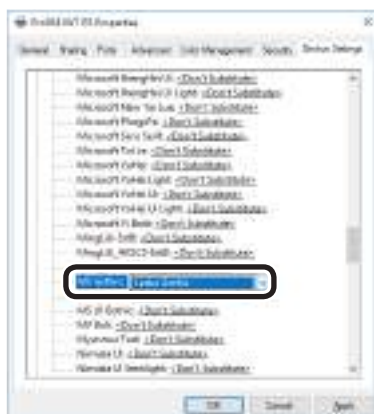 Properties
General Sharing Ports Advanced Color Management Security Device Settings
Microsoft JhengHei UI: <Don't Substitute>
Microsoft JhengHei UI Light: <Don't Substitute>
Microsoft New Tai Lue: <Don't Substitute>
Microsoft PhagsPa: <Don't Substitute>
Microsoft Sans Serif: <Don't Substitute>
Microsoft Tai Le: <Don't Substitute>
Microsoft YaHei: <Don't Substitute>
Microsoft YaHei Light: <Don't Substitute>
Microsoft YaHei UI: <Don't Substitute>
Microsoft YaHei UI Light: <Don't Substitute>
Microsoft Yi Baiti: <Don't Substitute>
MingLiU-ExtB: <Don't Substitute>
MingLiU_HKSCS-ExtB: <Don't Substitute>
MS Gothic:
MS UI Gothic: <Don't Substitute>
MV Boli: <Don't Substitute>
Myanmar Text: <Don't Substitute>
Nirmala UI: <Don't Substitute>
Nirmala UI Semilight: <Don't Substitute>
OK Cancel Apply